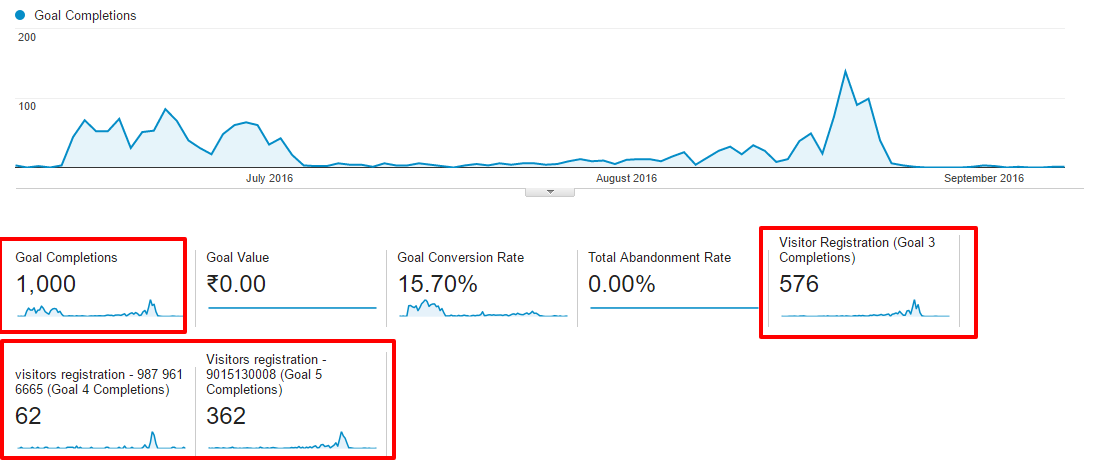 Goal Completions
200
100
July 2016
August 2016
September 2016
Goal Completions
1,000
Goal Value
₹0.00
Goal Conversion Rate
15.70%
Total Abandonment Rate
0.00%
Visitor Registration (Goal 3
Completions)
576
visitors registration - 987 961
6665 (Goal 4 Completions)
62
Visitors registration -
9015130008 (Goal 5
Completions)
362